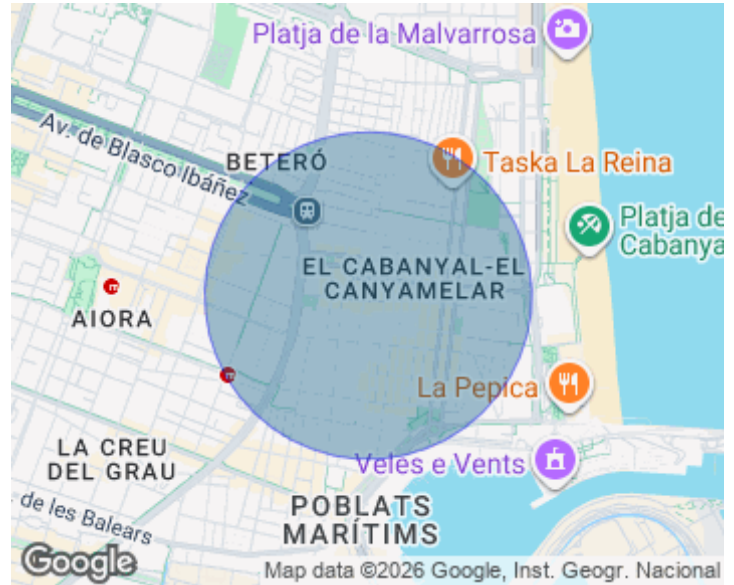 Platja de la Malvarrosa
Av. de Blasco Ibáñez
BETERÓ
Taska La Reina
Platja de
Cabanya
EL CABANYAL-EL
CANYAMELAR
m
AIORA
m
La Pepica
LA CREU
DEL GRAU
Veles e Vents
. de les Balears
POBLATS
MARÍTIMS
Google
Map data ©2026 Google, Inst. Geogr. Nacional